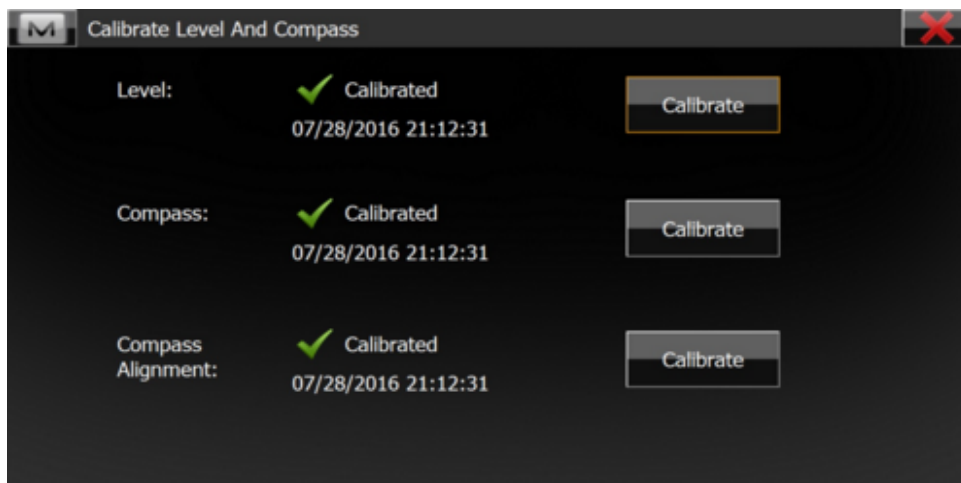 M Calibrate Level And Compass
Level: Calibrated Calibrate
07/28/2016 21:12:31
Compass: Calibrated Calibrate
07/28/2016 21:12:31
Compass Alignment: Calibrated Calibrate
07/28/2016 21:12:31